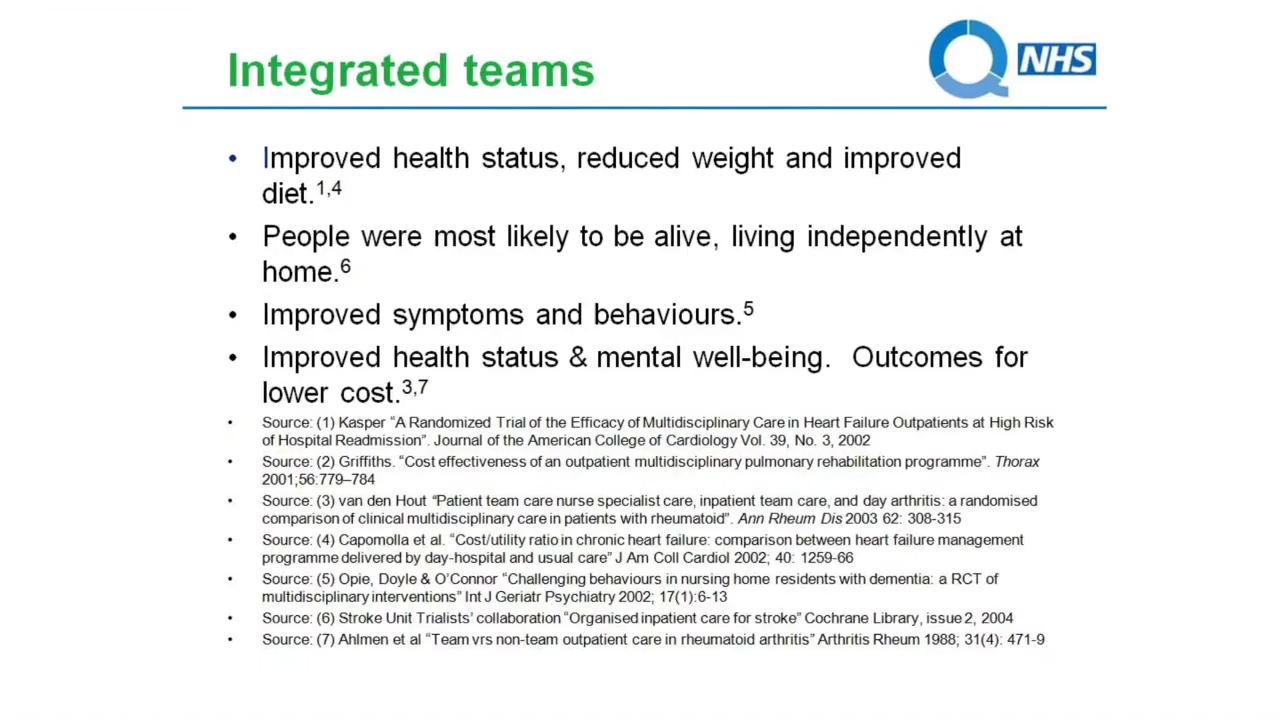 Integrated teams
NHS
• Improved health status, reduced weight and improved
diet.1,4
• People were most likely to be alive, living independently at
home.6
• Improved symptoms and behaviours.5
• Improved health status & mental well-being. Outcomes for
lower cost.3,7
• Source: (1) Kasper “A Randomized Trial of the Efficacy of Multidisciplinary Care in Heart Failure Outpatients at High Risk
of Hospital Readmission”. Journal of the American College of Cardiology Vol. 39, No. 3, 2002
• Source: (2) Griffiths. “Cost effectiveness of an outpatient multidisciplinary pulmonary rehabilitation programme”. Thorax
2001;56:779–784
• Source: (3) van den Hout “Patient team care nurse specialist care, inpatient team care, and day arthritis: a randomised
comparison of clinical multidisciplinary care in patients with rheumatoid”. Ann Rheum Dis 2003 62: 308-315
• Source: (4) Capomolla et al. “Cost/utility ratio in chronic heart failure: comparison between heart failure management
programme delivered by day-hospital and usual care” J Am Coll Cardiol 2002; 40: 1259-66
• Source: (5) Opie, Doyle & O’Connor “Challenging behaviours in nursing home residents with dementia: a RCT of
multidisciplinary interventions” Int J Geriatr Psychiatry 2002; 17(1):6-13
• Source: (6) Stroke Unit Trialists’ collaboration “Organised inpatient care for stroke” Cochrane Library, issue 2, 2004
• Source: (7) Ahlmen et al “Team vrs non-team outpatient care in rheumatoid arthritis” Arthritis Rheum 1988; 31(4): 471-9